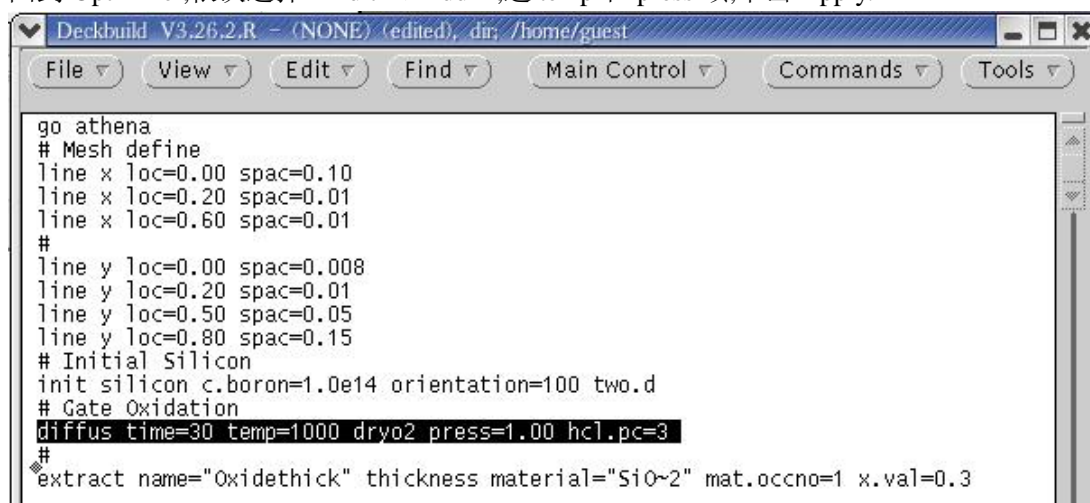 Deckbuild V3.26.2.R - (NONE) (edited), dir; /home/guest
File View Edit Find Main Control Commands Tools
go athena
# Mesh define
line x loc=0.00 spac=0.10
line x loc=0.20 spac=0.01
line x loc=0.60 spac=0.01
#
line y loc=0.00 spac=0.008
line y loc=0.20 spac=0.01
line y loc=0.50 spac=0.05
line y loc=0.80 spac=0.15
# Initial Silicon
init silicon c.boron=1.0e14 orientation=100 two.d
# Gate Oxidation
diffus time=30 temp=1000 dryo2 press=1.00 hcl.pc=3
#
extract name="Oxidethick" thickness material="SiO~2" mat.occno=1 x.val=0.3